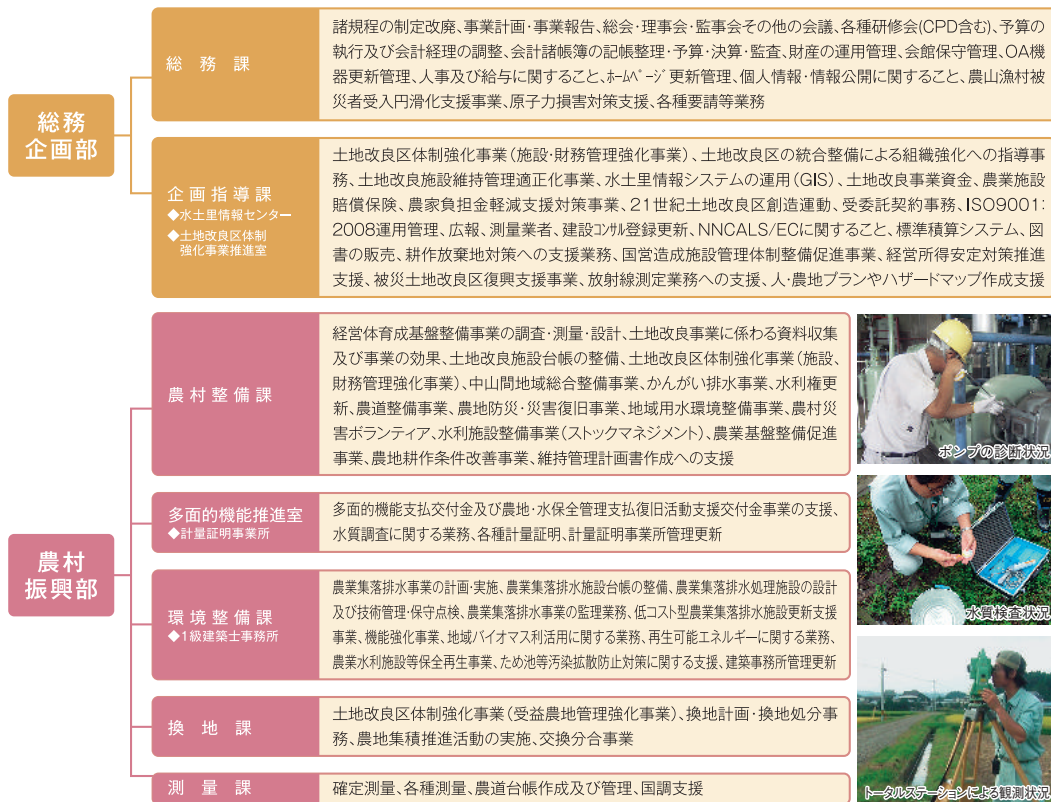 総務
企画部
総務課
諸規程の制定改廃、事業計画・事業報告、総会・理事会・監事会その他の会議、各種研修会(CPD含む)、予算の
執行及び会計経理の調整、会計諸帳簿の記帳整理・予算・決算・監査、財産の運用管理、会館保守管理、OA機
器更新管理、人事及び給与に関すること、ﾎｰﾑﾍﾟｰｼﾞ更新管理、個人情報・情報公開に関すること、農山漁村被
災者受入円滑化支援事業、原子力損害対策支援、各種要請等業務
企画指導課
◆水土里情報センター
◆土地改良区体制
強化事業推進室
土地改良区体制強化事業(施設・財務管理強化事業)、土地改良区の統合整備による組織強化への指導事
務、土地改良施設維持管理適正化事業、水土里情報システムの運用(GIS)、土地改良事業資金、農業施設
賠償保険、農家負担金軽減支援対策事業、21世紀土地改良区創造運動、受委託契約事務、ISO9001:
2008運用管理、広報、測量業者、建設ｺﾝｻﾙ登録更新、NNCALS/ECに関すること、標準積算システム、図
書の販売、耕作放棄地対策への支援業務、国営造成施設管理体制整備促進事業、経営所得安定対策推進
支援、被災土地改良区復興支援事業、放射線測定業務への支援、人・農地プランやハザードマップ作成支援
農村
振興部
農村整備課
経営体育成基盤整備事業の調査・測量・設計、土地改良事業に係わる資料収集
及び事業の効果、土地改良施設台帳の整備、土地改良区体制強化事業(施設、
財務管理強化事業)、中山間地域総合整備事業、かんがい排水事業、水利権更
新、農道整備事業、農地防災・災害復旧事業、地域用水環境整備事業、農村災
害ボランティア、水利施設整備事業(ストックマネジメント)、農業基盤整備促進
事業、農地耕作条件改善事業、維持管理計画書作成への支援
ポンプの診断状況
多面的機能推進室
◆計量証明事業所
多面的機能支払交付金及び農地・水保全管理支払復旧活動支援交付金事業の支援、
水質調査に関する業務、各種計量証明、計量証明事業所管理更新
水質検査状況
環境整備課
◆1級建築士事務所
農業集落排水事業の計画・実施、農業集落排水施設台帳の整備、農業集落排水処理施設の設計
及び技術管理・保守点検、農業集落排水事業の監理業務、低コスト型農業集落排水施設更新支援
事業、機能強化事業、地域バイオマス利活用に関する業務、再生可能エネルギーに関する業務、
農業水利施設等保全再生事業、ため池等汚染拡散防止対策に関する支援、建築事務所管理更新
換地課
土地改良区体制強化事業(受益農地管理強化事業)、換地計画・換地処分事
務、農地集積推進活動の実施、交換分合事業
測量課
確定測量、各種測量、農道台帳作成及び管理、国調支援
トータルステーションによる観測状況